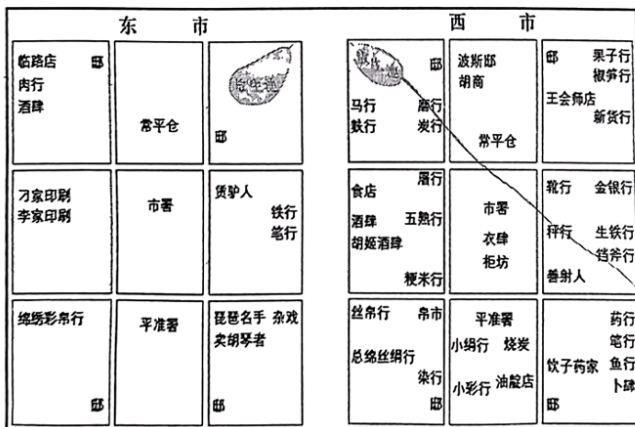 东 市
临路店 邸
肉行
酒肆
常平仓
放生池
邸
刁家印刷
李家印刷
市署
赁驴人
铁行
笔行
绵绣彩帛行
邸
平准署
琵琶名手 杂戏
卖胡琴者
邸
西 市
放生池
邸
马行
麸行 炭行
波斯邸
胡商
常平仓
邸 果子行
椒笋行
王会师店
新货行
食店 屠行
酒肆 五熟行
胡姬酒肆
粳米行
市署
衣肆
柜坊
靴行 金银行
秤行 生铁行
铛斧行
善射人
丝帛行 帛市
总绵丝绢行
染行
邸
平准署
小绢行 烧炭
小彩行 油靛店
药行
笔行
饮子药家 鱼行
卜肆
邸